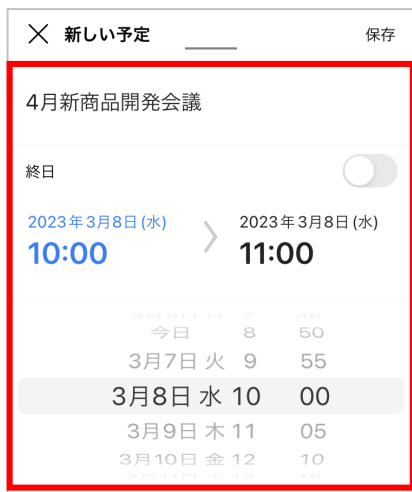 新しい予定 保存
4月新商品開発会議
終日
2023年3月8日(水) 2023年3月8日(水)
10:00 11:00
今日 8 50
3月7日 火 9 55
3月8日 水 10 00
3月9日 木 11 05
3月10日 金 12 10